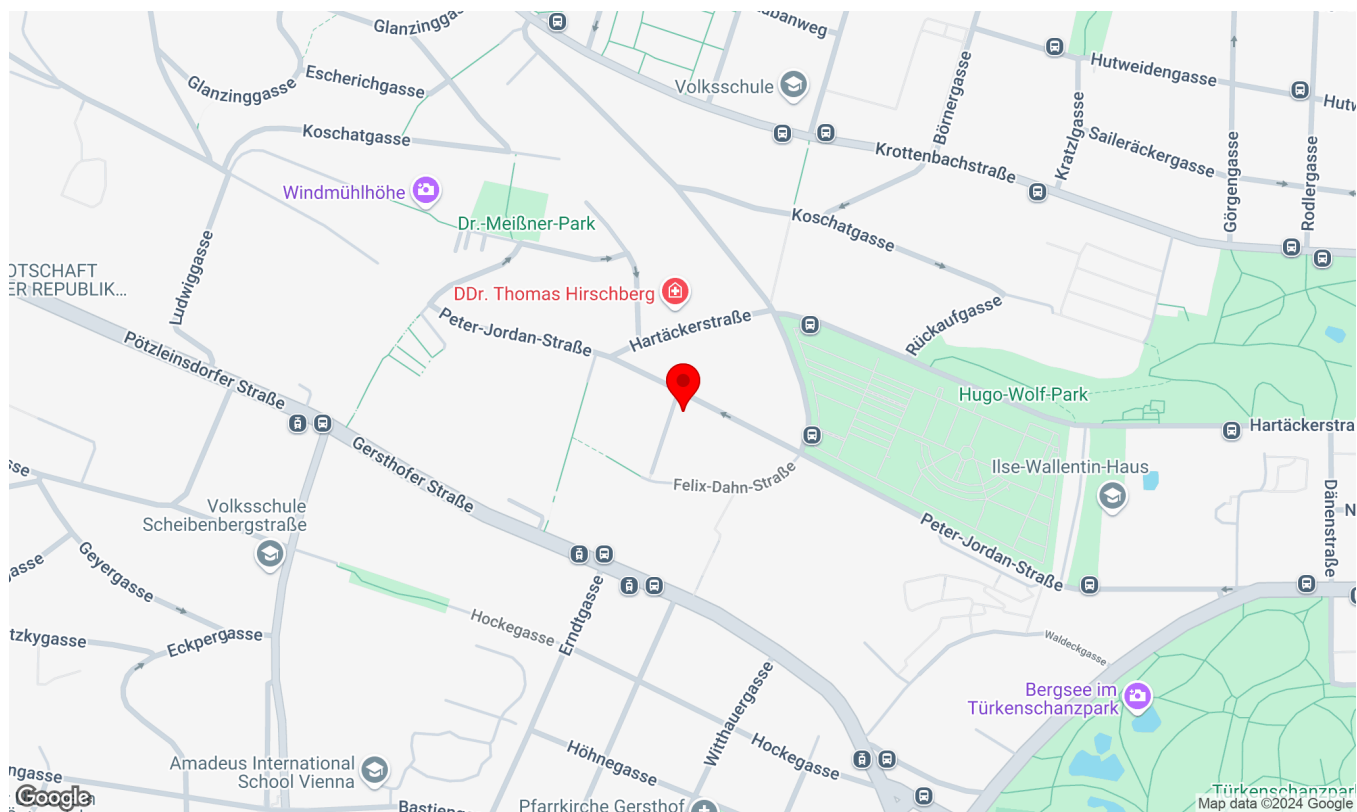 Glanzinggasse
Hutweidengasse
Escherichgasse
Volksschule
Glanzinggasse
Börnergasse
Kratzlgasse
Koschatgasse
Krottenbachstraße
Saileräckergasse
Görgengasse
Rodlergasse
Windmühlhöhe
Dr.-Meißner-Park
Koschatgasse
Ludwiggasse
OTSCHAFT
ER REPUBLIK...
DDr. Thomas Hirschberg
Peter-Jordan-Straße
Hartäckerstraße
Rückaufgasse
Pötzleinsdorfer Straße
Hugo-Wolf-Park
Gersthofer Straße
Ilse-Wallentin-Haus
Felix-Dahn-Straße
Dänenstraße
Volksschule
Scheibenbergstraße
Peter-Jordan-Straße
Geyergasse
Erndtgasse
Hockegasse
Eckpergasse
Waldeckgasse
Bergsee im
Türkenschanzpark
Witthauergasse
Hockegasse
Höhnegasse
Amadeus International
School Vienna
Pfarrkirche Gersthof
Google
Map data ©2024 Google